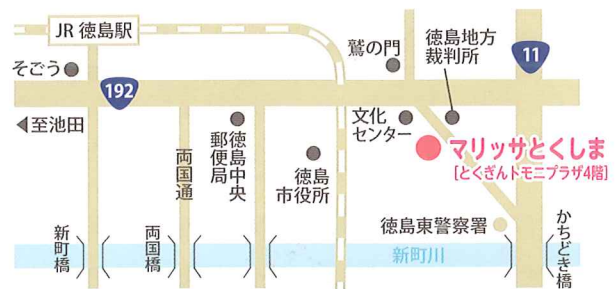 JR 徳島駅
そごう
192
◀至池田
鷲の門
徳島地方
裁判所
11
文化
センター
徳島中央
郵便局
両国通
徳島
市役所
マリッサとくしま
[とくぎんトモニプラザ4階]
徳島東警察署
新町橋
両国橋
新町川
かちどき橋